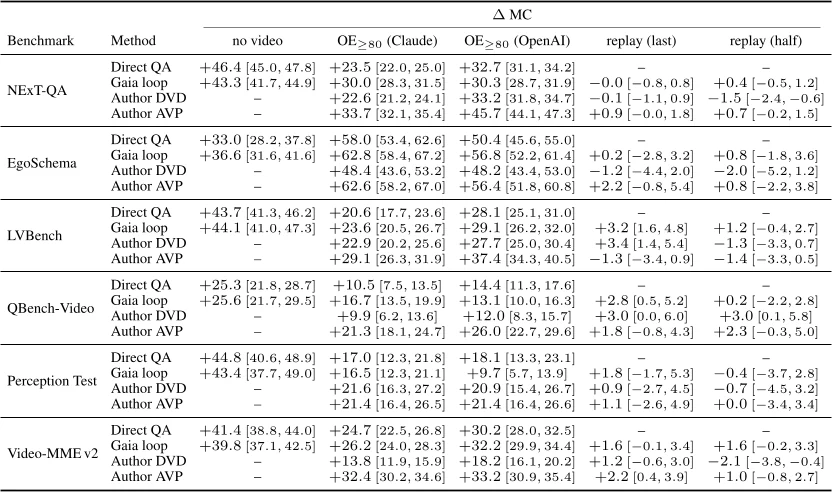 Δ MC
Benchmark Method no video OE≥80 (Claude) OE≥80 (OpenAI) replay (last) replay (half)
NExT-QA
Direct QA +46.4 [45.0, 47.8] +23.5 [22.0, 25.0] +32.7 [31.1, 34.2] – –
Gaia loop +43.3 [41.7, 44.9] +30.0 [28.3, 31.5] +30.3 [28.7, 31.9] −0.0 [−0.8, 0.8] +0.4 [−0.5, 1.2]
Author DVD – +22.6 [21.2, 24.1] +33.2 [31.8, 34.7] −0.1 [−1.1, 0.9] −1.5 [−2.4, −0.6]
Author AVP – +33.7 [32.1, 35.4] +45.7 [44.1, 47.3] +0.9 [−0.0, 1.8] +0.7 [−0.2, 1.5]
EgoSchema
Direct QA +33.0 [28.2, 37.8] +58.0 [53.4, 62.6] +50.4 [45.6, 55.0] – –
Gaia loop +36.6 [31.6, 41.6] +62.8 [58.4, 67.2] +56.8 [52.2, 61.4] +0.2 [−2.8, 3.2] +0.8 [−1.8, 3.6]
Author DVD – +48.4 [43.6, 53.2] +48.2 [43.4, 53.0] −1.2 [−4.4, 2.0] −2.0 [−5.2, 1.2]
Author AVP – +62.6 [58.2, 67.0] +56.4 [51.8, 60.8] +2.2 [−0.8, 5.4] +0.8 [−2.2, 3.8]
LVBench
Direct QA +43.7 [41.3, 46.2] +20.6 [17.7, 23.6] +28.1 [25.1, 31.0] – –
Gaia loop +44.1 [41.0, 47.3] +23.6 [20.5, 26.7] +29.1 [26.2, 32.0] +3.2 [1.6, 4.8] +1.2 [−0.4, 2.7]
Author DVD – +22.9 [20.2, 25.6] +27.7 [25.0, 30.4] +3.4 [1.4, 5.4] −1.3 [−3.3, 0.7]
Author AVP – +29.1 [26.3, 31.9] +37.4 [34.3, 40.5] −1.3 [−3.4, 0.9] −1.4 [−3.3, 0.5]
QBench-Video
Direct QA +25.3 [21.8, 28.7] +10.5 [7.5, 13.5] +14.4 [11.3, 17.6] – –
Gaia loop +25.6 [21.7, 29.5] +16.7 [13.5, 19.9] +13.1 [10.0, 16.3] +2.8 [0.5, 5.2] +0.2 [−2.2, 2.8]
Author DVD – +9.9 [6.2, 13.6] +12.0 [8.3, 15.7] +3.0 [0.0, 6.0] +3.0 [0.1, 5.8]
Author AVP – +21.3 [18.1, 24.7] +26.0 [22.7, 29.6] +1.8 [−0.8, 4.3] +2.3 [−0.3, 5.0]
Perception Test
Direct QA +44.8 [40.6, 48.9] +17.0 [12.3, 21.8] +18.1 [13.3, 23.1] – –
Gaia loop +43.4 [37.7, 49.0] +16.5 [12.3, 21.1] +9.7 [5.7, 13.9] +1.8 [−1.7, 5.3] −0.4 [−3.7, 2.8]
Author DVD – +21.6 [16.3, 27.2] +20.9 [15.4, 26.7] +0.9 [−2.7, 4.5] −0.7 [−4.5, 3.2]
Author AVP – +21.4 [16.4, 26.5] +21.4 [16.4, 26.6] +1.1 [−2.6, 4.9] +0.0 [−3.4, 3.4]
Video-MME v2
Direct QA +41.4 [38.8, 44.0] +24.7 [22.5, 26.8] +30.2 [28.0, 32.5] – –
Gaia loop +39.8 [37.1, 42.5] +26.2 [24.0, 28.3] +32.2 [29.9, 34.4] +1.6 [−0.1, 3.4] +1.6 [−0.2, 3.3]
Author DVD – +13.8 [11.9, 15.9] +18.2 [16.1, 20.2] +1.2 [−0.6, 3.0] −2.1 [−3.8, −0.4]
Author AVP – +32.4 [30.2, 34.6] +33.2 [30.9, 35.4] +2.2 [0.4, 3.9] +1.0 [−0.8, 2.7]